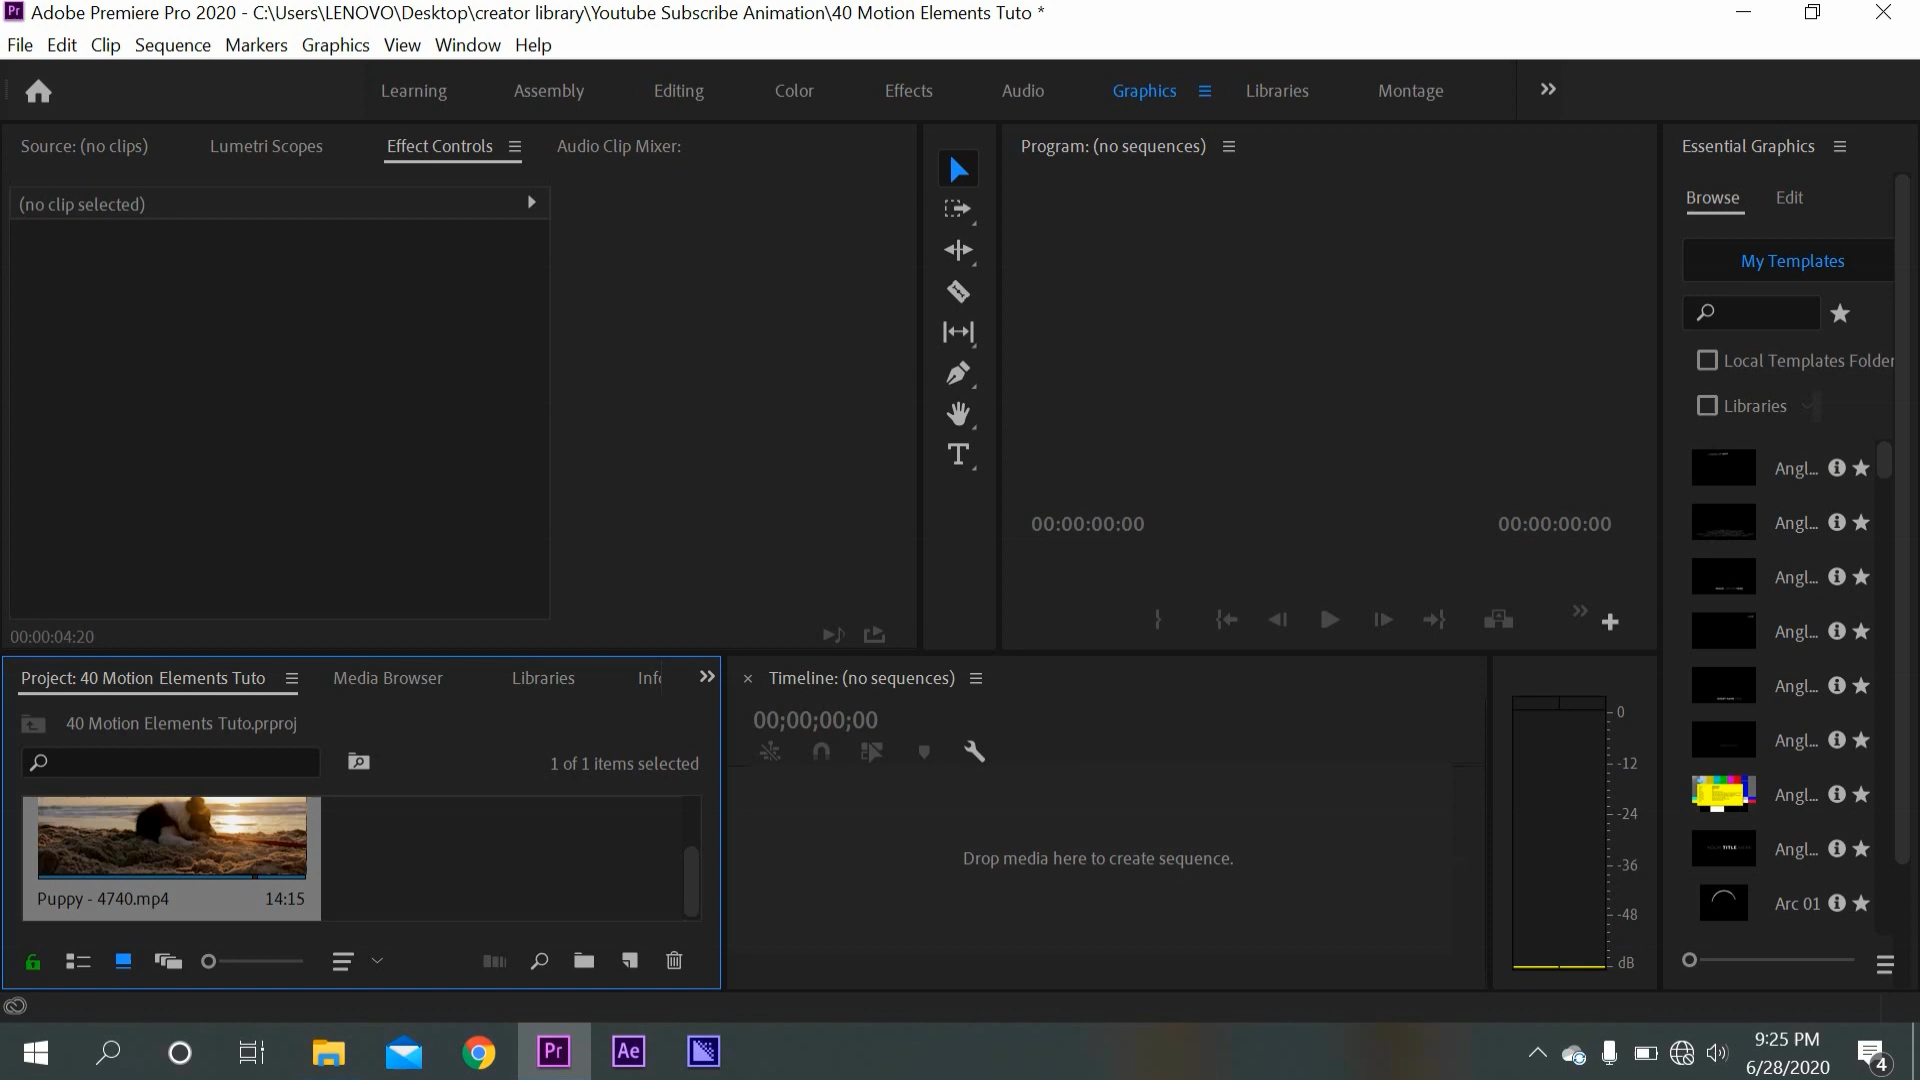 Pr Adobe Premiere Pro 2020 - C:\Users\LENOVO\Desktop\creator library\Youtube Subscribe Animation\40 Motion Elements Tuto *
File Edit Clip Sequence Markers Graphics View Window Help
Learning Assembly Editing Color Effects Audio Graphics Libraries Montage
Source: (no clips) Lumetri Scopes Effect Controls Audio Clip Mixer:
Program: (no sequences)
Essential Graphics
Browse Edit
(no clip selected)
My Templates
Local Templates Folder
Libraries
Angl...
Angl...
00:00:00:00 00:00:00:00
Angl...
Angl...
Angl...
Angl...
Angl...
Angl...
Arc 01
00:00:04:20
Project: 40 Motion Elements Tuto Media Browser Libraries Info
40 Motion Elements Tuto.prproj
1 of 1 items selected
Puppy - 4740.mp4 14:15
× Timeline: (no sequences)
00;00;00;00
Drop media here to create sequence.
0
-12
-24
-36
-48
dB
Pr Ae
9:25 PM
6/28/2020
4